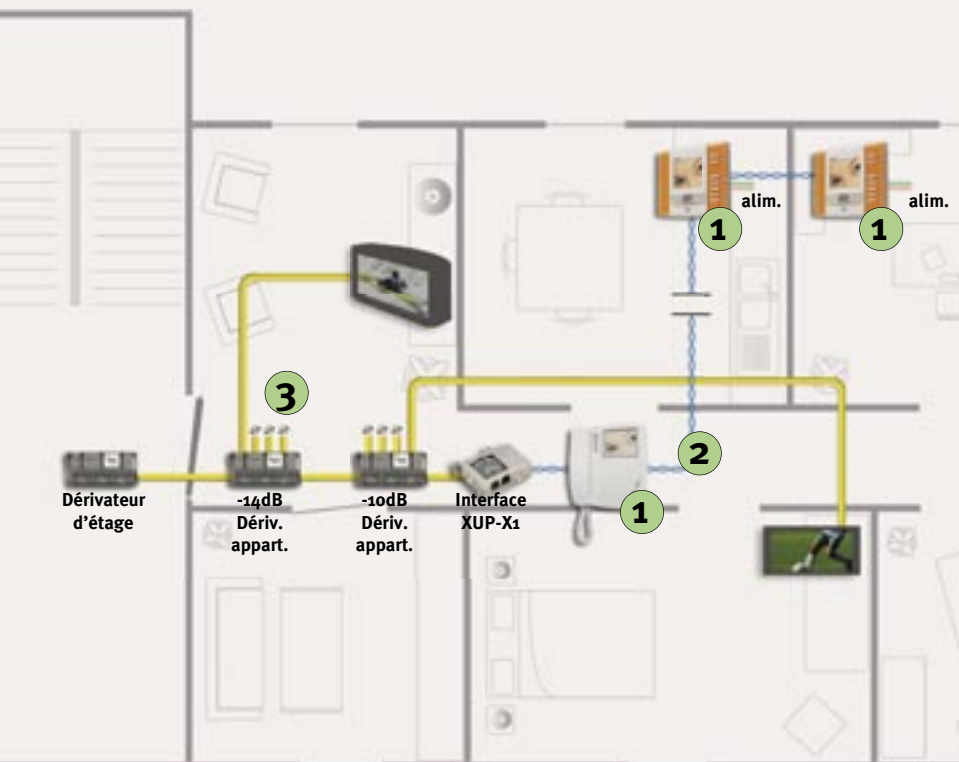 alim.
alim.
1
1
3
2
Dérivateur
d'étage
-14dB
Dériv.
appart.
-10dB
Dériv.
appart.
Interface
XUP-X1
1